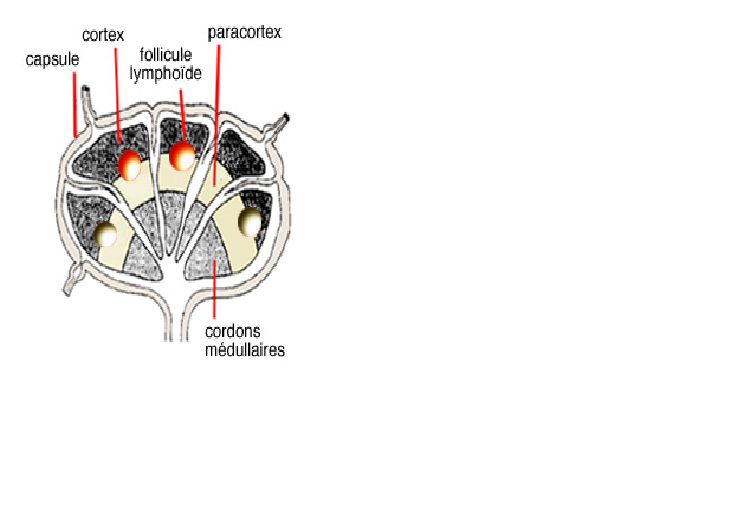 cortex
paracortex
capsule
follicule
lymphoïde
cordons
médullaires